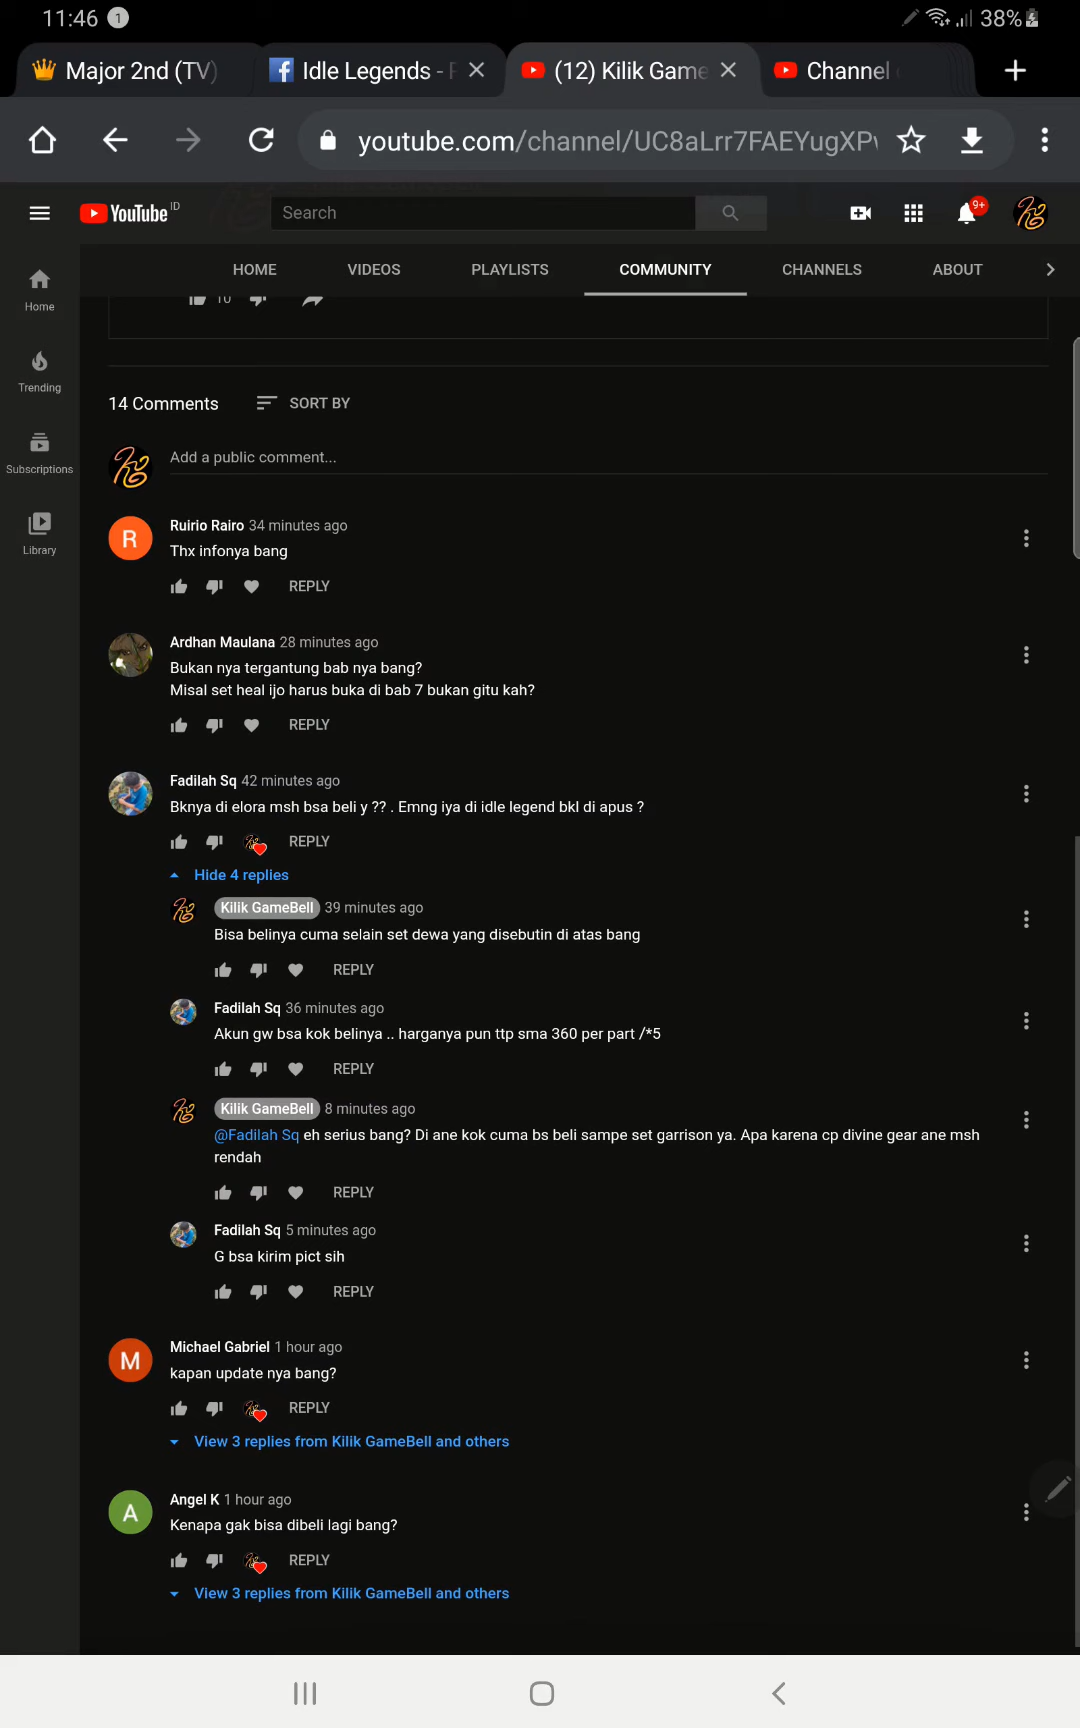 11:46 1 38%
Major 2nd (TV) Idle Legends - (12) Kilik Game Channel
youtube.com/channel/UC8aLrr7FAEYugXP
YouTube ID Search 9+
HOME VIDEOS PLAYLISTS COMMUNITY CHANNELS ABOUT
Home
10
Trending
14 Comments SORT BY
Subscriptions
Add a public comment...
Library
Ruirio Rairo 34 minutes ago
R
Thx infonya bang
REPLY
Ardhan Maulana 28 minutes ago
Bukan nya tergantung bab nya bang?
Misal set heal ijo harus buka di bab 7 bukan gitu kah?
REPLY
Fadilah Sq 42 minutes ago
Bknya di elora msh bsa beli y ?? . Emng iya di idle legend bkl di apus ?
REPLY
Hide 4 replies
Kilik GameBell 39 minutes ago
Bisa belinya cuma selain set dewa yang disebutin di atas bang
REPLY
Fadilah Sq 36 minutes ago
Akun gw bsa kok belinya .. harganya pun ttp sma 360 per part /*5
REPLY
Kilik GameBell 8 minutes ago
@Fadilah Sq eh serius bang? Di ane kok cuma bs beli sampe set garrison ya. Apa karena cp divine gear ane msh
rendah
REPLY
Fadilah Sq 5 minutes ago
G bsa kirim pict sih
REPLY
Michael Gabriel 1 hour ago
M
kapan update nya bang?
REPLY
View 3 replies from Kilik GameBell and others
Angel K 1 hour ago
A
Kenapa gak bisa dibeli lagi bang?
REPLY
View 3 replies from Kilik GameBell and others